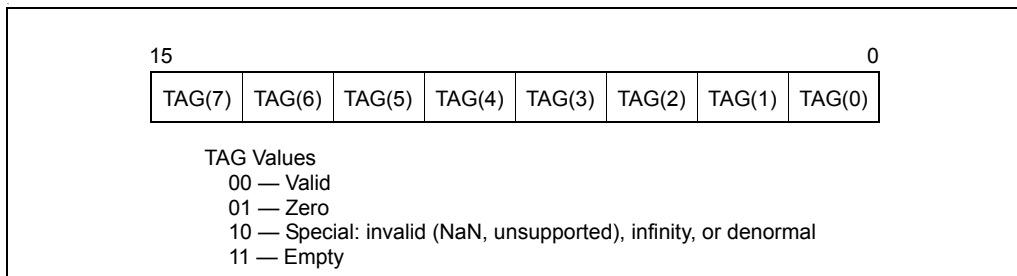 15 0
TAG(7) TAG(6) TAG(5) TAG(4) TAG(3) TAG(2) TAG(1) TAG(0)
TAG Values
00 — Valid
01 — Zero
10 — Special: invalid (NaN, unsupported), infinity, or denormal
11 — Empty